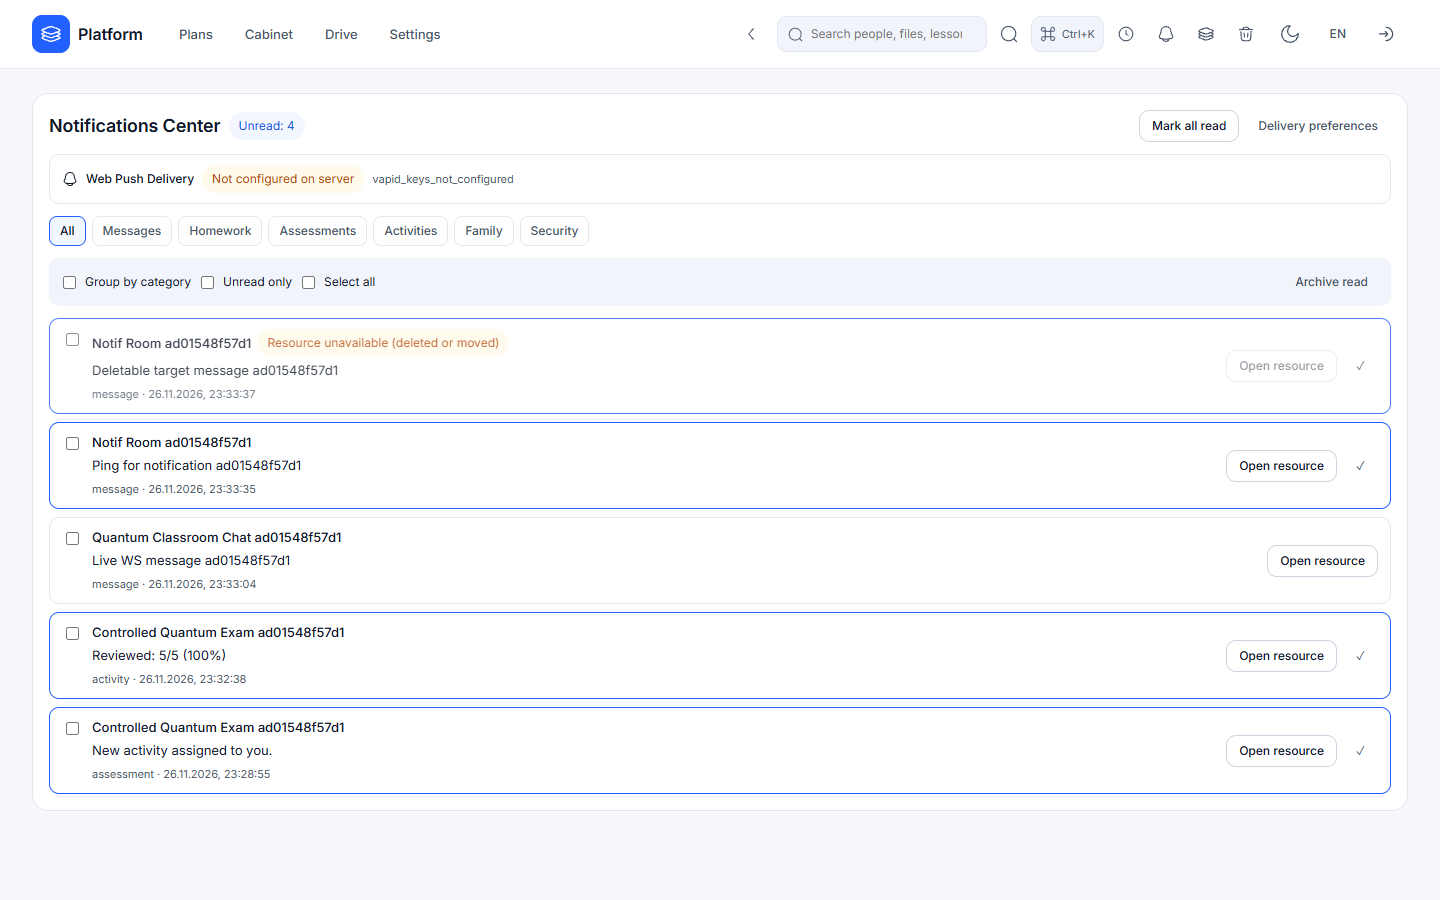 Platform Plans Cabinet Drive Settings Search people, files, lesson Ctrl+K EN
Notifications Center Unread: 4 Mark all read Delivery preferences
Web Push Delivery Not configured on server vapid_keys_not_configured
All Messages Homework Assessments Activities Family Security
Group by category Unread only Select all Archive read
Notif Room ad01548f57d1 Resource unavailable (deleted or moved)
Deletable target message ad01548f57d1
message · 26.11.2026, 23:33:37
Open resource ✓
Notif Room ad01548f57d1
Ping for notification ad01548f57d1
message · 26.11.2026, 23:33:35
Open resource ✓
Quantum Classroom Chat ad01548f57d1
Live WS message ad01548f57d1
message · 26.11.2026, 23:33:04
Open resource
Controlled Quantum Exam ad01548f57d1
Reviewed: 5/5 (100%)
activity · 26.11.2026, 23:32:38
Open resource ✓
Controlled Quantum Exam ad01548f57d1
New activity assigned to you.
assessment · 26.11.2026, 23:28:55
Open resource ✓